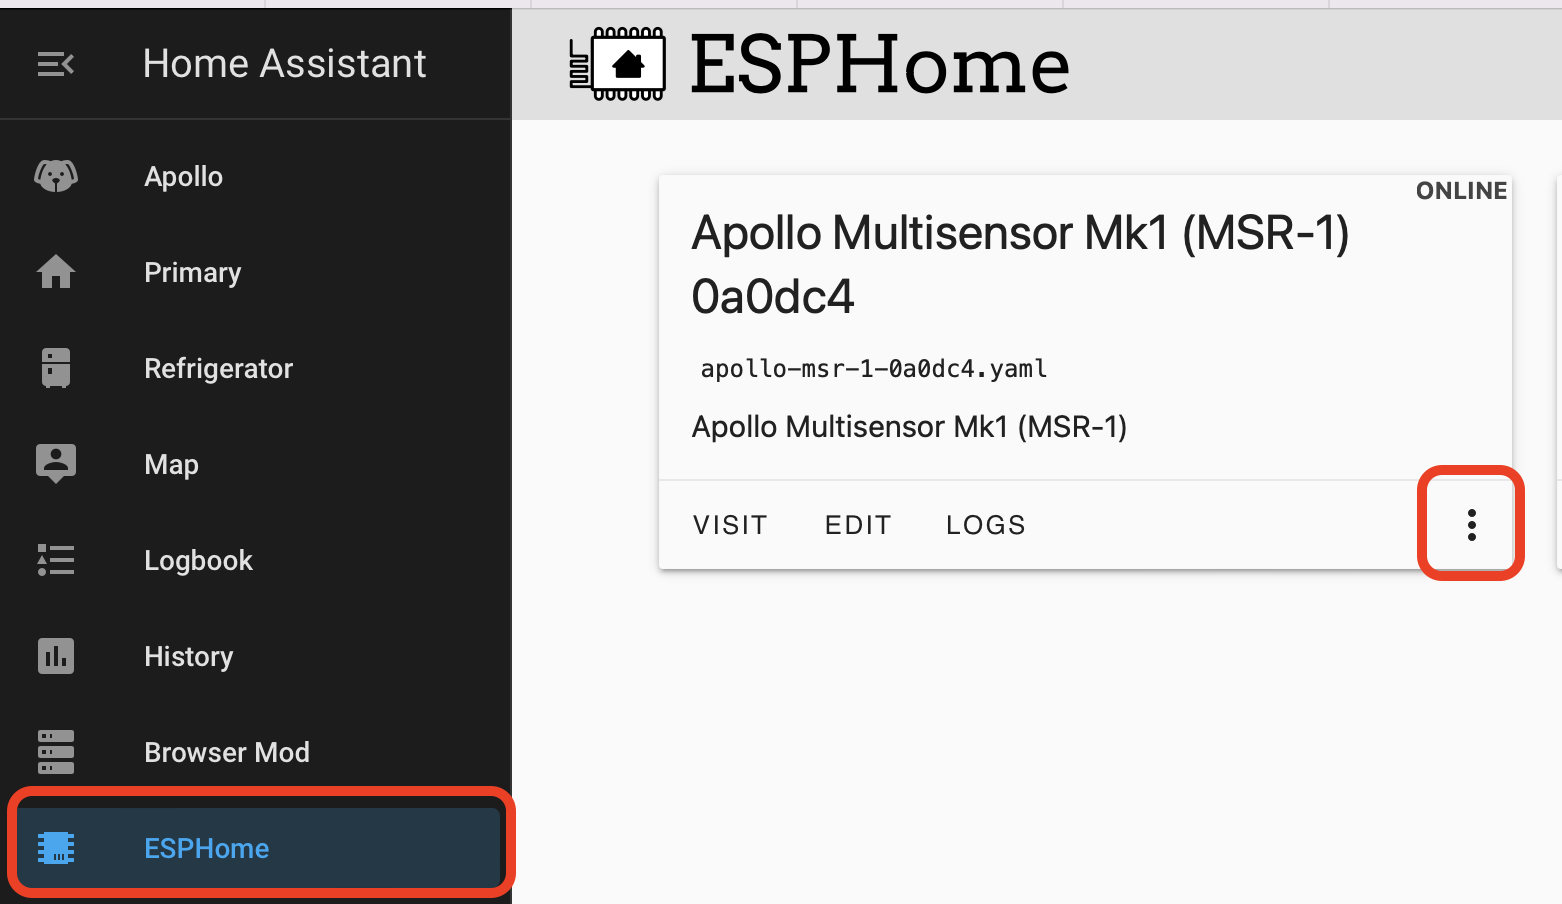 Home Assistant
Apollo
Primary
Refrigerator
Map
Logbook
History
Browser Mod
ESPHome
ESPHome
ONLINE
Apollo Multisensor Mk1 (MSR-1)
0a0dc4
apollo-msr-1-0a0dc4.yaml
Apollo Multisensor Mk1 (MSR-1)
VISIT EDIT LOGS